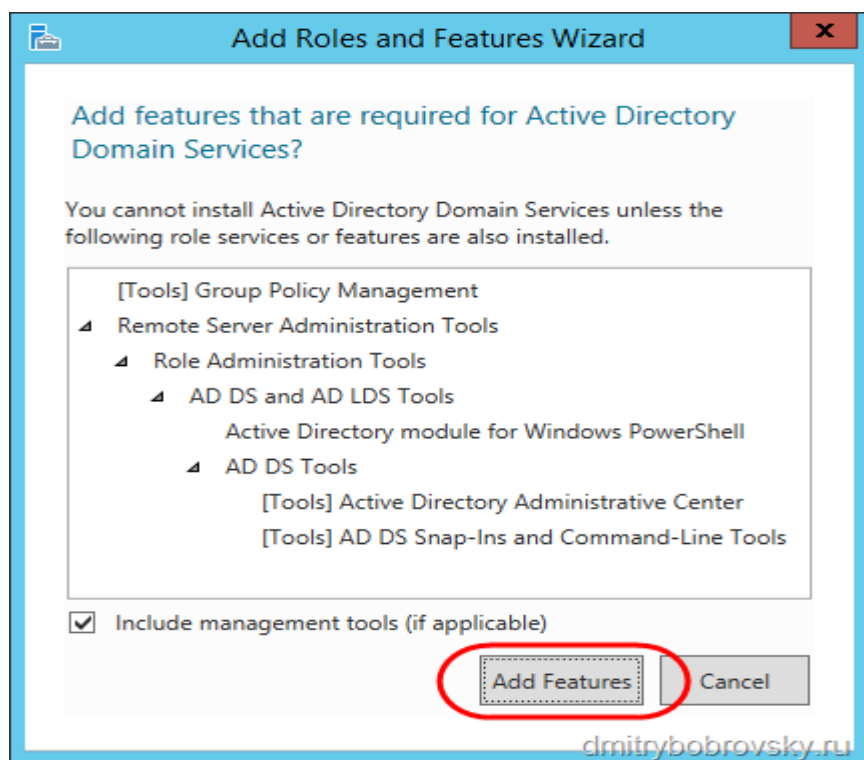 Add Roles and Features Wizard
x
Add features that are required for Active Directory
Domain Services?
You cannot install Active Directory Domain Services unless the
following role services or features are also installed.
[Tools] Group Policy Management
Remote Server Administration Tools
Role Administration Tools
AD DS and AD LDS Tools
Active Directory module for Windows PowerShell
AD DS Tools
[Tools] Active Directory Administrative Center
[Tools] AD DS Snap-Ins and Command-Line Tools
Include management tools (if applicable)
Add Features Cancel
dmitrybobrovsky.ru